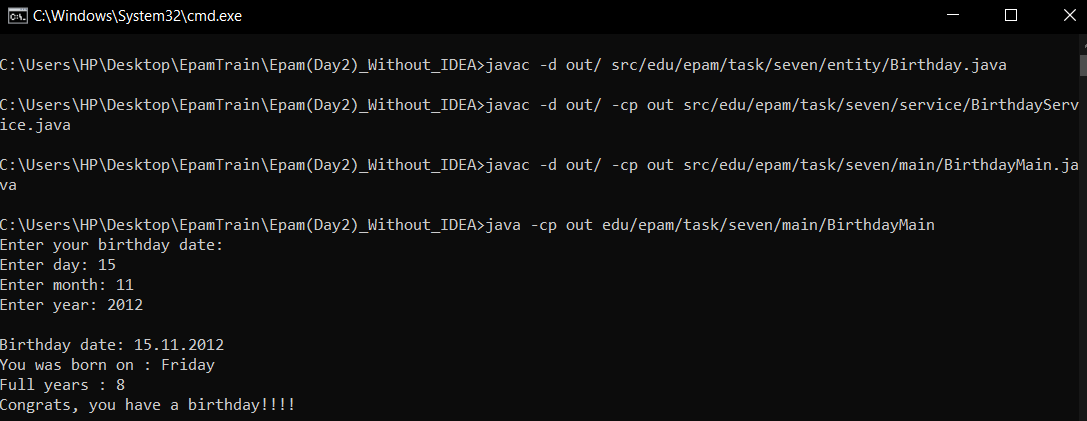 C:\Windows\System32\cmd.exe
C:\Users\HP\Desktop\EpamTrain\Epam(Day2)_Without_IDEA>javac -d out/ src/edu/epam/task/seven/entity/Birthday.java
C:\Users\HP\Desktop\EpamTrain\Epam(Day2)_Without_IDEA>javac -d out/ -cp out src/edu/epam/task/seven/service/BirthdayServ
ice.java
C:\Users\HP\Desktop\EpamTrain\Epam(Day2)_Without_IDEA>javac -d out/ -cp out src/edu/epam/task/seven/main/BirthdayMain.ja
va
C:\Users\HP\Desktop\EpamTrain\Epam(Day2)_Without_IDEA>java -cp out edu/epam/task/seven/main/BirthdayMain
Enter your birthday date:
Enter day: 15
Enter month: 11
Enter year: 2012
Birthday date: 15.11.2012
You was born on : Friday
Full years : 8
Congrats, you have a birthday!!!!